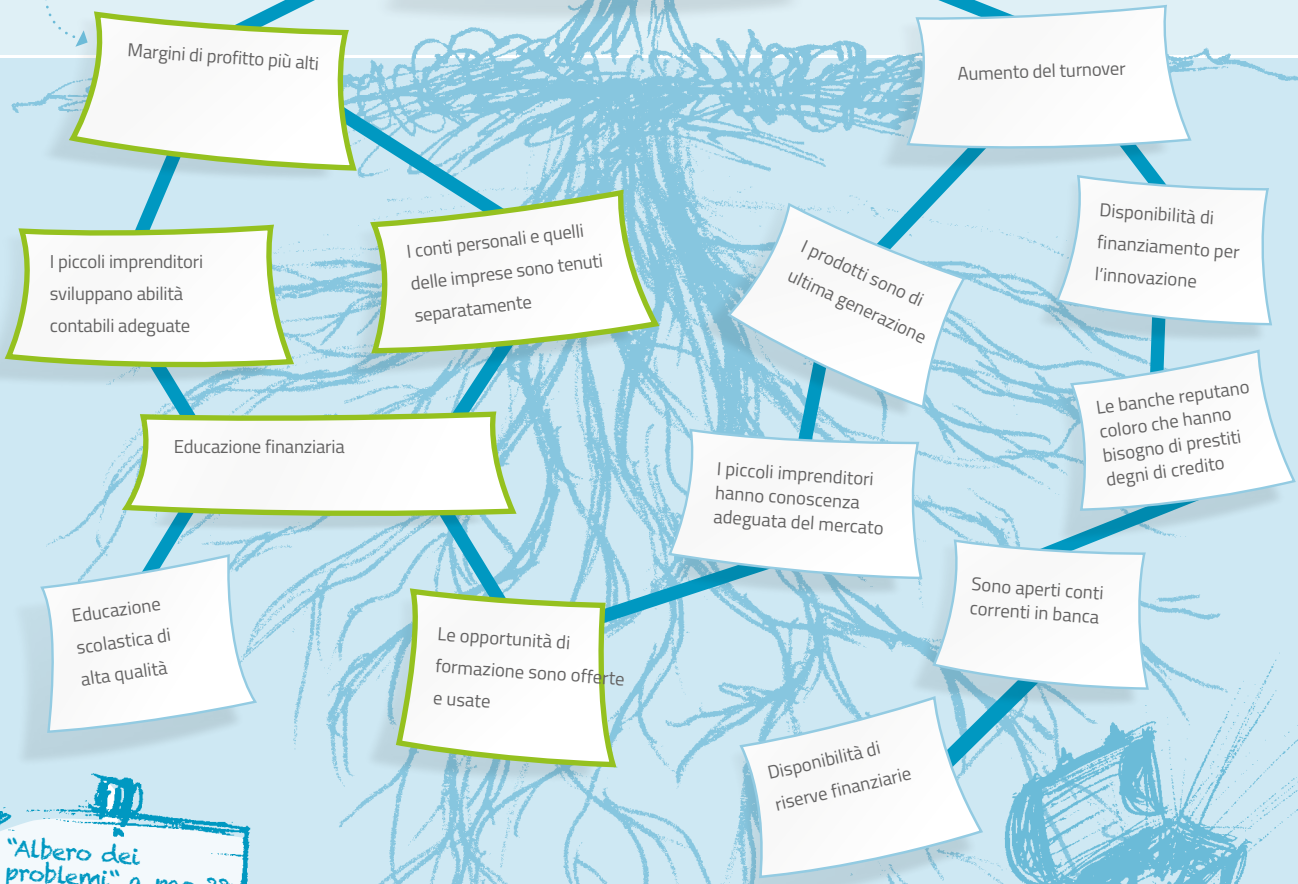 Margini di profitto più alti
Aumento del turnover
I piccoli imprenditori
sviluppano abilità
contabili adeguate
I conti personali e quelli
delle imprese sono tenuti
separatamente
I prodotti sono di
ultima generazione
Disponibilità di
finanziamento per
l'innovazione
Le banche reputano
coloro che hanno
bisogno di prestiti
degni di credito
Educazione finanziaria
I piccoli imprenditori
hanno conoscenza
adeguata del mercato
Educazione
scolastica di
alta qualità
Le opportunità di
formazione sono offerte
e usate
Sono aperti conti
correnti in banca
Disponibilità di
riserve finanziarie
"Albero dei
problemi" a